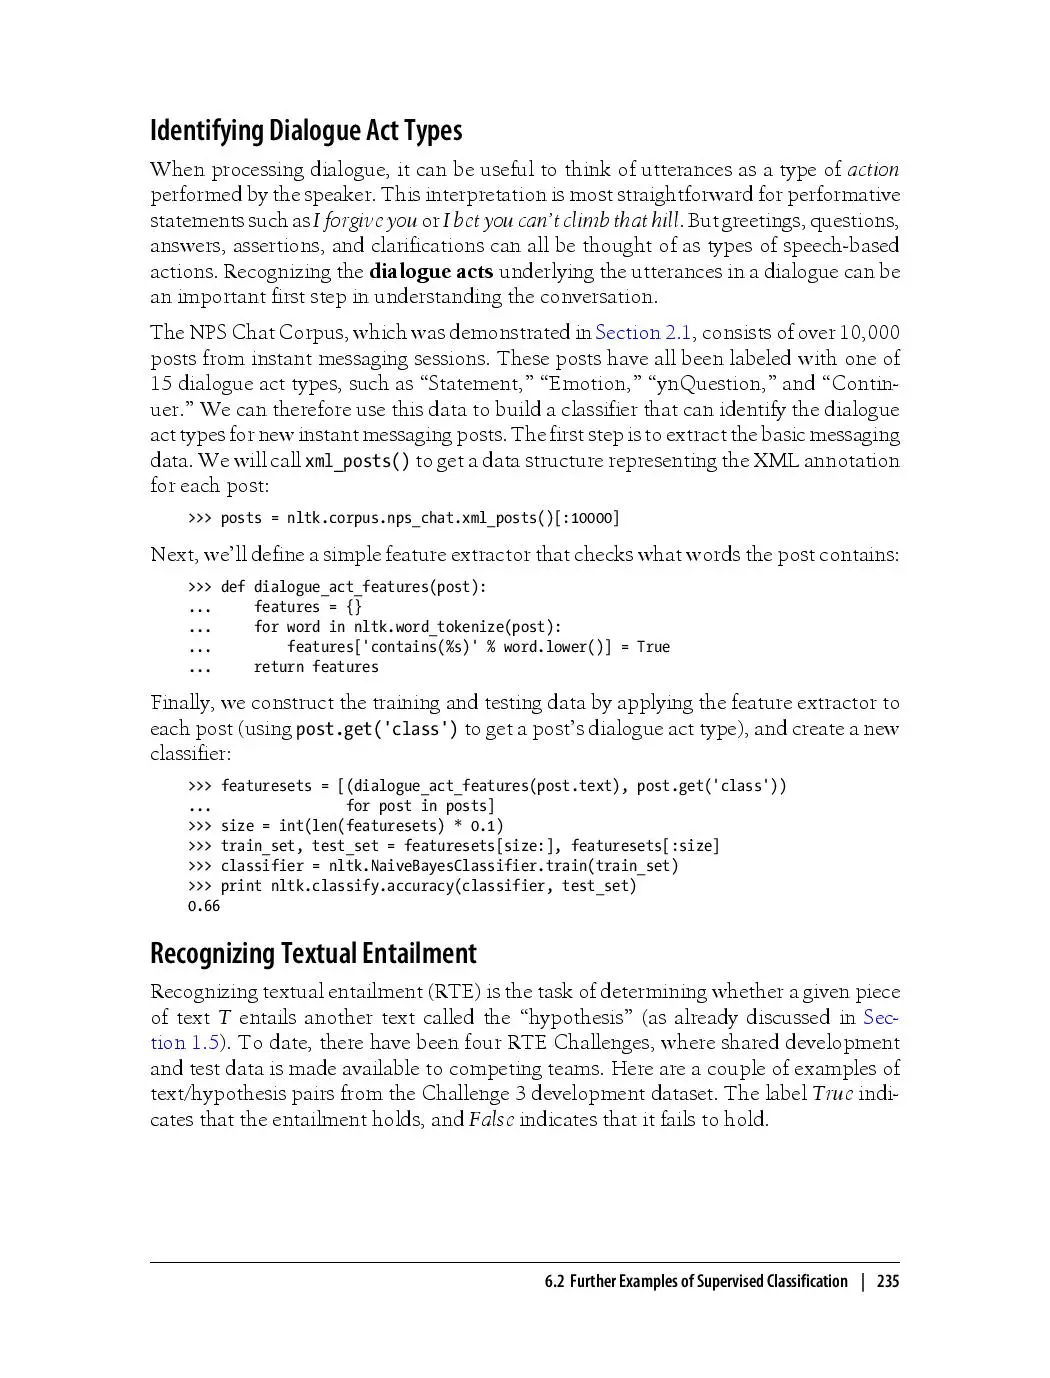 Identifying Dialogue Act Types
When processing dialogue, it can be useful to think of utterances as a type of action
performed by the speaker. This interpretation is most straightforward for performative
statements such as I forgive you or I bet you can't climb that hill. But greetings, questions,
answers, assertions, and clarifications can all be thought of as types of speech-based
actions. Recognizing the dialogue acts underlying the utterances in a dialogue can be
an important first step in understanding the conversation.
The NPS Chat Corpus, which was demonstrated in Section 2.1, consists of over 10,000
posts from instant messaging sessions. These posts have all been labeled with one of
15 dialogue act types, such as “Statement,” “Emotion,” “ynQuestion,” and “Contin-
uer.” We can therefore use this data to build a classifier that can identify the dialogue
act types for new instant messaging posts. The first step is to extract the basic messaging
data. We will call xml_posts() to get a data structure representing the XML annotation
for each post:
>>> posts = nltk.corpus.nps_chat.xml_posts()[:10000]
Next, we'll define a simple feature extractor that checks what words the post contains:
>>> def dialogue_act_features(post):
...     features = {}
...     for word in nltk.word_tokenize(post):
...         features['contains(%s)' % word.lower()] = True
...     return features
Finally, we construct the training and testing data by applying the feature extractor to
each post (using post.get('class') to get a post's dialogue act type), and create a new
classifier:
>>> featuresets = [(dialogue_act_features(post.text), post.get('class'))
...                for post in posts]
>>> size = int(len(featuresets) * 0.1)
>>> train_set, test_set = featuresets[size:], featuresets[:size]
>>> classifier = nltk.NaiveBayesClassifier.train(train_set)
>>> print nltk.classify.accuracy(classifier, test_set)
0.66
Recognizing Textual Entailment
Recognizing textual entailment (RTE) is the task of determining whether a given piece
of text T entails another text called the “hypothesis” (as already discussed in Sec-
tion 1.5). To date, there have been four RTE Challenges, where shared development
and test data is made available to competing teams. Here are a couple of examples of
text/hypothesis pairs from the Challenge 3 development dataset. The label True indi-
cates that the entailment holds, and False indicates that it fails to hold.
6.2 Further Examples of Supervised Classification | 235